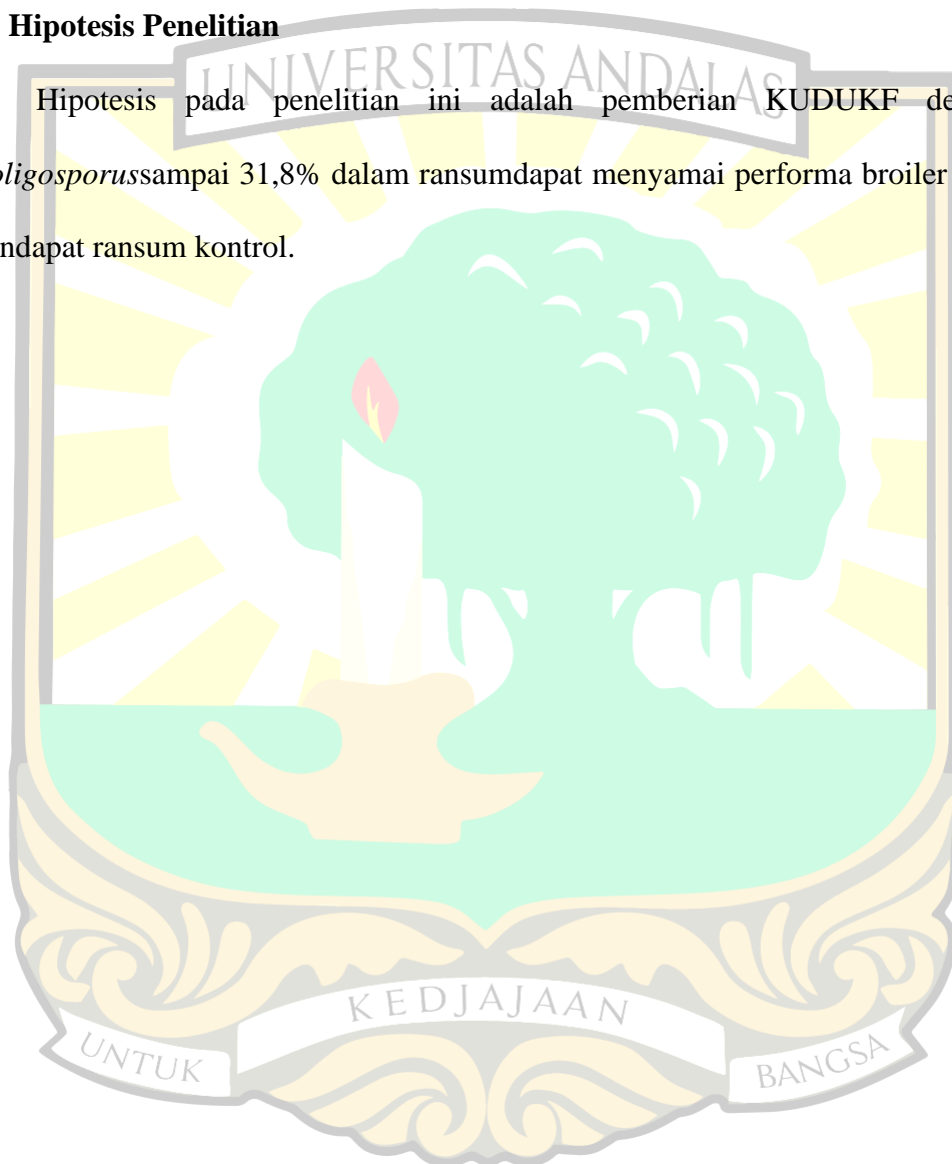 Hipotesis Penelitian
UNIVERSITAS ANDALAS
Hipotesis pada penelitian ini adalah pemberian KUDUKF de
oligosporussampai 31,8% dalam ransumdapat menyamai performa broiler
ndapat ransum kontrol.
KEDJAJAAN
UNTUK
BANGSA